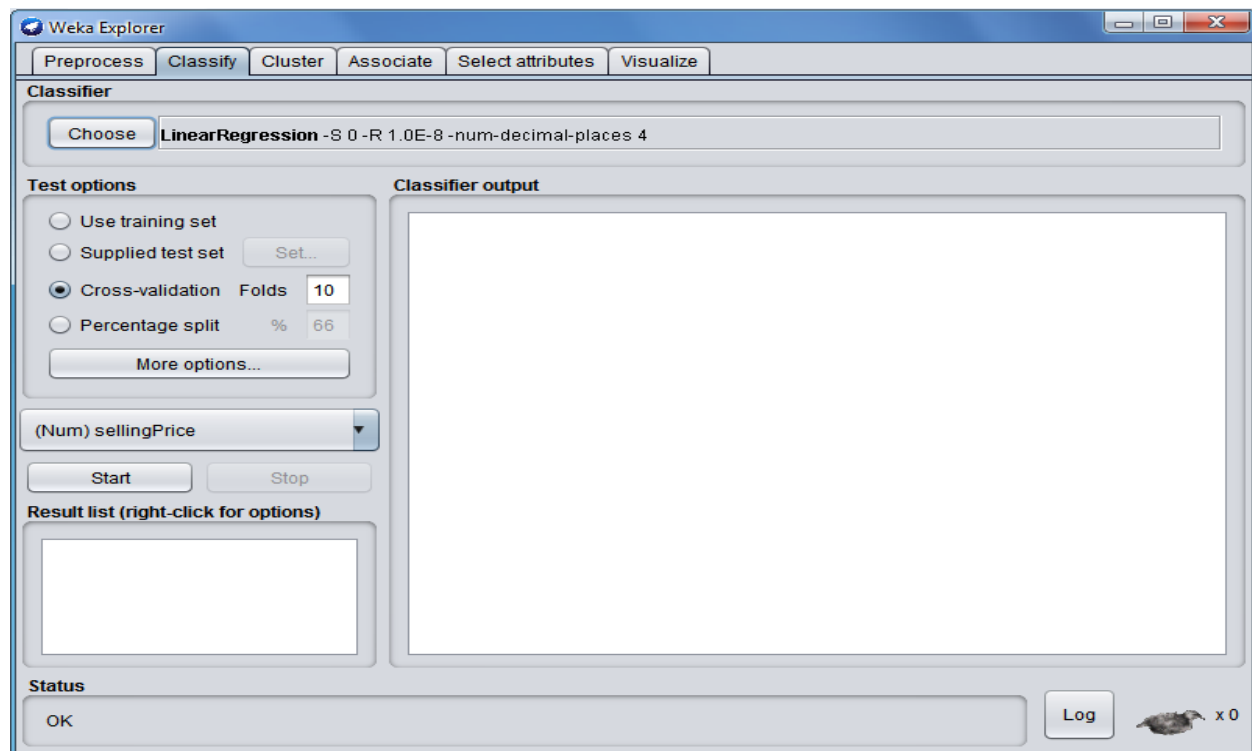 Weka Explorer
Preprocess Classify Cluster Associate Select attributes Visualize
Classifier
Choose LinearRegression -S 0 -R 1.0E-8 -num-decimal-places 4
Test options
Use training set
Supplied test set Set...
Cross-validation Folds 10
Percentage split % 66
More options...
(Num) sellingPrice
Start Stop
Result list (right-click for options)
Classifier output
Status
OK
Log x 0